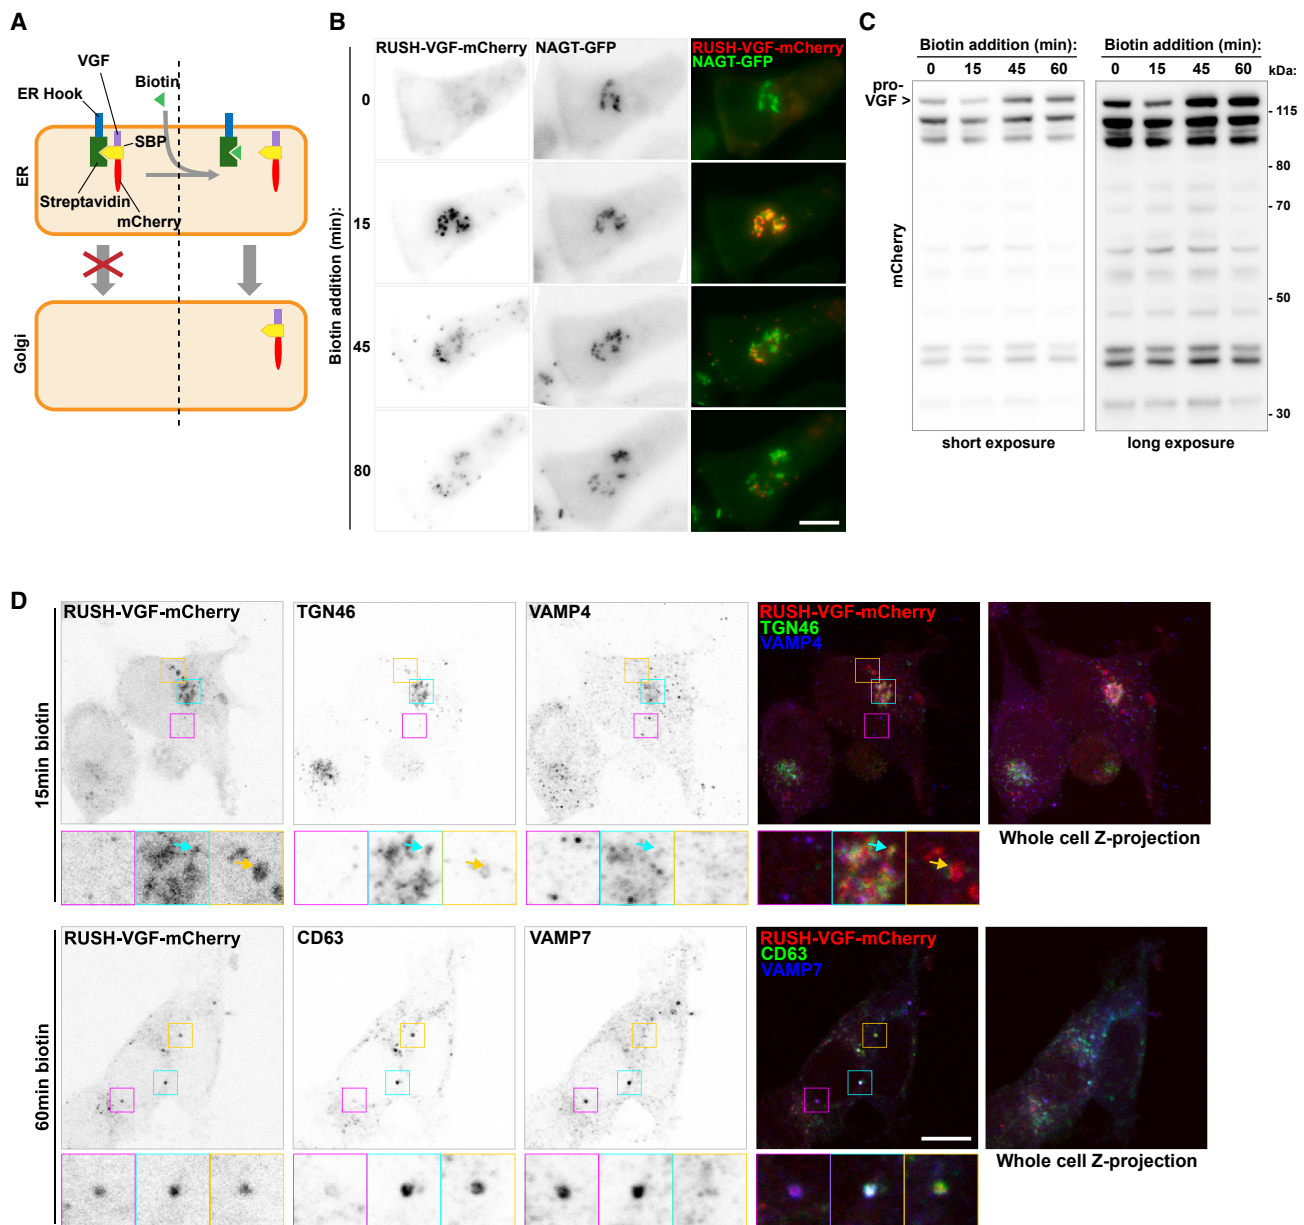 A
VGF
Biotin
ER Hook
SBP
Streptavidin
mCherry
ER
Golgi
B
RUSH-VGF-mCherry
NAGT-GFP
RUSH-VGF-mCherry
NAGT-GFP
Biotin addition (min):
0
15
45
80
C
Biotin addition (min):
Biotin addition (min):
0 15 45 60
0 15 45 60
kDa:
pro-
VGF >
mCherry
- 115
- 80
- 70
- 50
- 30
short exposure
long exposure
D
15min biotin
RUSH-VGF-mCherry
TGN46
VAMP4
RUSH-VGF-mCherry
TGN46
VAMP4
Whole cell Z-projection
60min biotin
RUSH-VGF-mCherry
CD63
VAMP7
RUSH-VGF-mCherry
CD63
VAMP7
Whole cell Z-projection